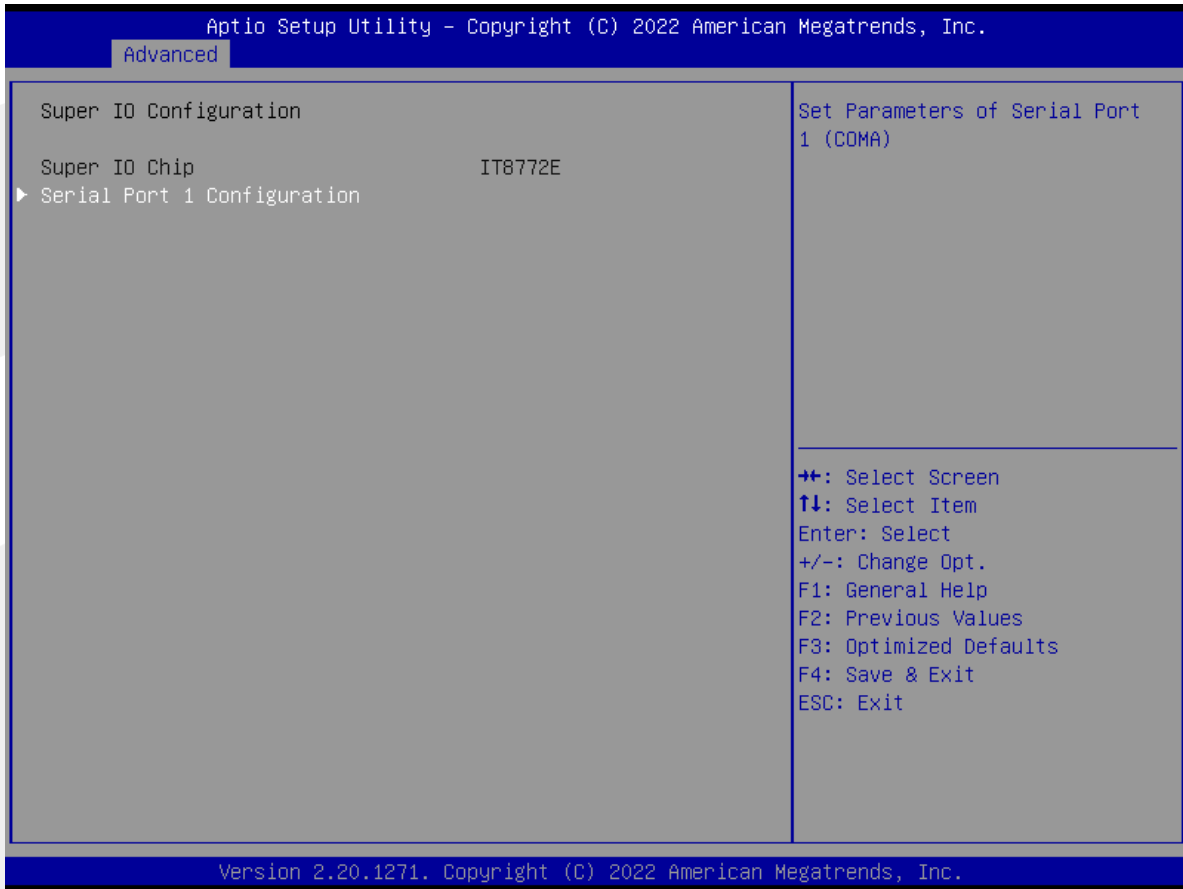 Aptio Setup Utility – Copyright (C) 2022 American Megatrends, Inc.
Advanced
Super IO Configuration
Super IO Chip IT8772E
▶ Serial Port 1 Configuration
Set Parameters of Serial Port
1 (COMA)
→←: Select Screen
↑↓: Select Item
Enter: Select
+/-: Change Opt.
F1: General Help
F2: Previous Values
F3: Optimized Defaults
F4: Save & Exit
ESC: Exit
Version 2.20.1271. Copyright (C) 2022 American Megatrends, Inc.